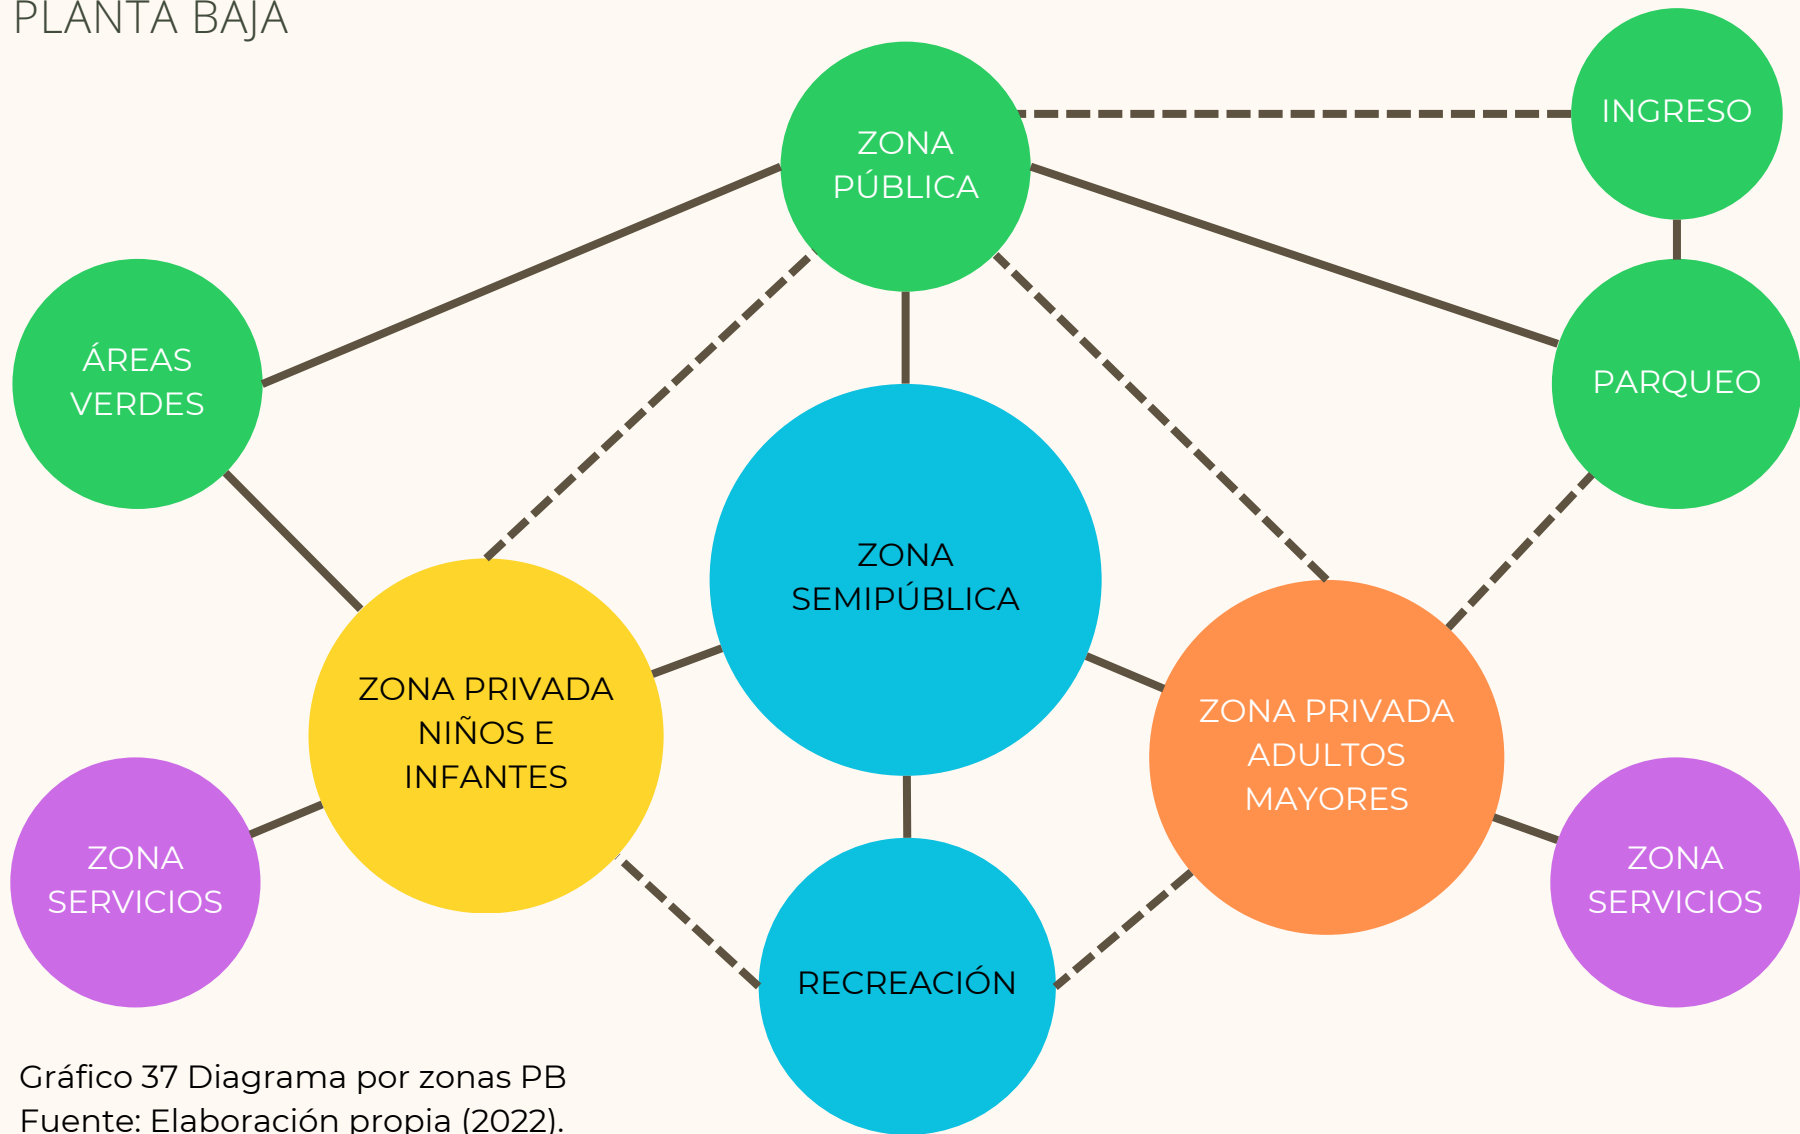 PLANTA BAJA
INGRESO
ZONA
PÚBLICA
ÁREAS
VERDES
PARQUEO
ZONA
SEMIPÚBLICA
ZONA PRIVADA
NIÑOS E
INFANTES
ZONA PRIVADA
ADULTOS
MAYORES
ZONA
SERVICIOS
ZONA
SERVICIOS
RECREACIÓN
Gráfico 37 Diagrama por zonas PB
Fuente: Elaboración propia (2022).